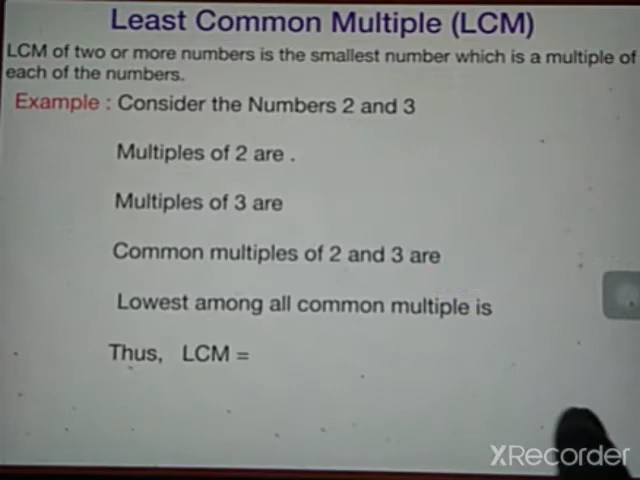 Least Common Multiple (LCM)
LCM of two or more numbers is the smallest number which is a multiple of
each of the numbers.
Example : Consider the Numbers 2 and 3
Multiples of 2 are .
Multiples of 3 are
Common multiples of 2 and 3 are
Lowest among all common multiple is
Thus, LCM =
XRecorder